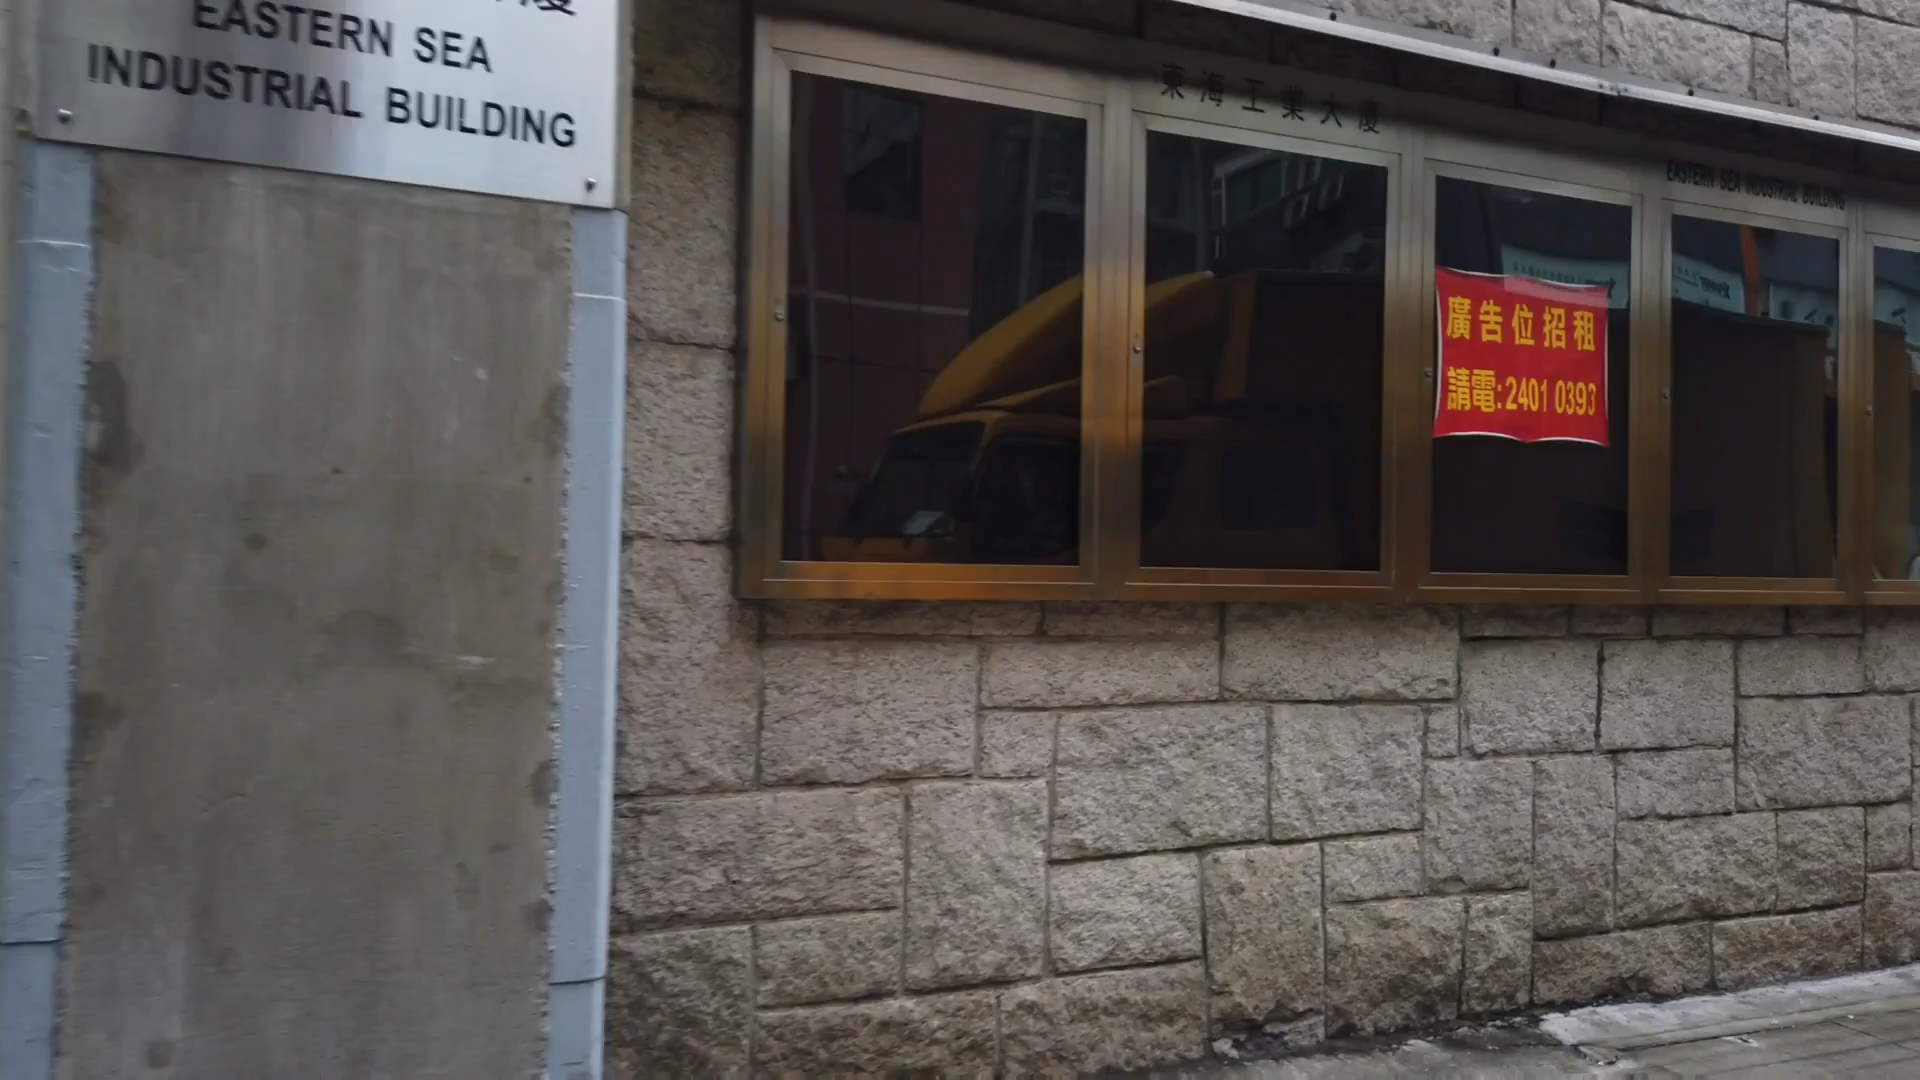 EASTERN SEA
INDUSTRIAL BUILDING
東海工業大廈
EASTERN SEA INDUSTRIAL BUILDING
廣告位招租
請電:2401 0393